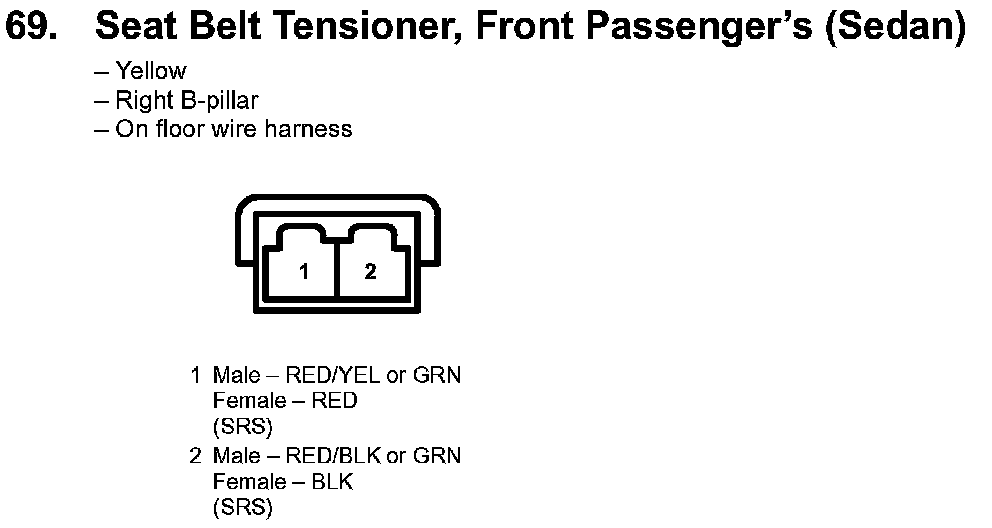 69. Seat Belt Tensioner, Front Passenger's (Sedan)
– Yellow
– Right B-pillar
– On floor wire harness
1 2
1 Male – RED/YEL or GRN
Female – RED
(SRS)
2 Male – RED/BLK or GRN
Female – BLK
(SRS)